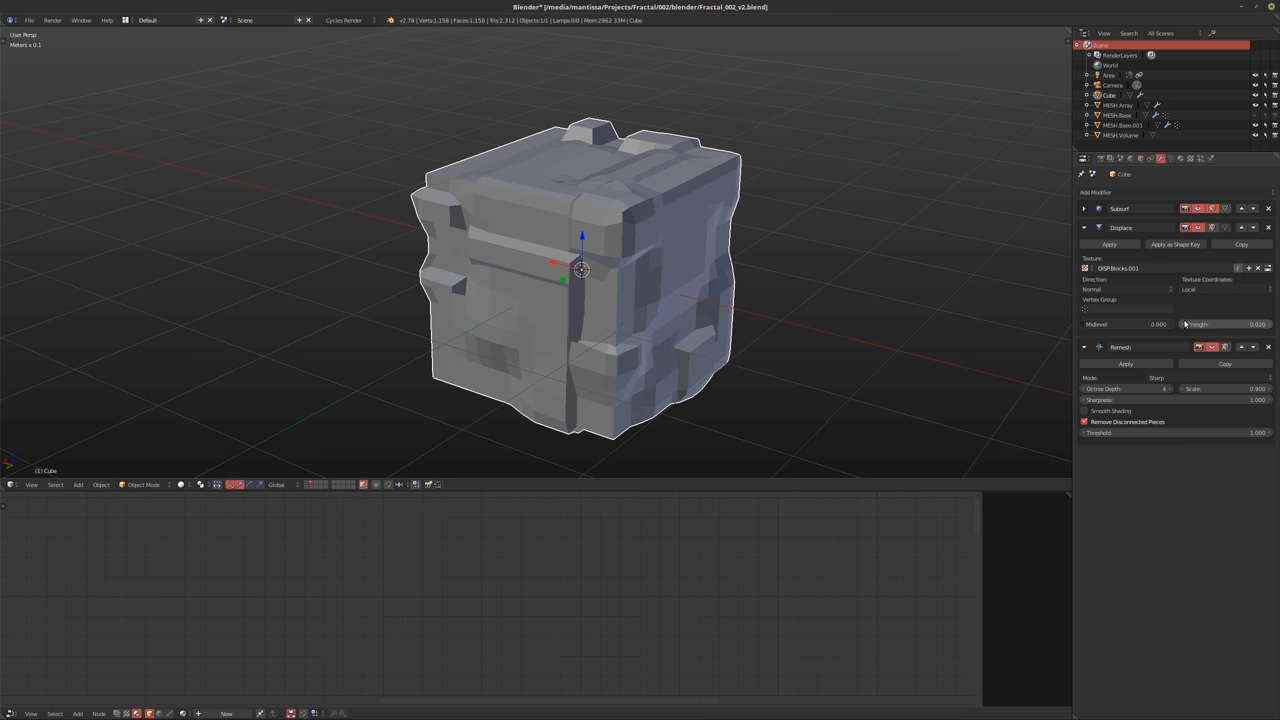 Blender* [/media/mantissa/Projects/Fractal/002/blender/Fractal_002_v2.blend]
File Render Window Help Default Scene Cycles Render v2.78 | Verts:1,158 | Faces:1,156 | Tris:2,312 | Objects:1/1 | Lamps:0/0 | Mem:2962.33M | Cube
User Persp
Meters x 0.1
View Search All Scenes
Scene
RenderLayers
World
Area
Camera
Cube
MESH.Array
MESH.Base
MESH.Base.001
MESH.Volume
Cube
Add Modifier
Subsurf
Displace
Apply Apply as Shape Key Copy
Texture:
DISP.Blocks.001 F
Direction: Texture Coordinates:
Normal Local
Vertex Group:
Midlevel: 0.000 0.020
Remesh
Apply Copy
Mode: Sharp
Octree Depth: 4 Scale: 0.900
Sharpness: 1.000
Smooth Shading
Remove Disconnected Pieces
Threshold: 1.000
(1) Cube
View Select Add Object Object Mode Global
View Select Add Node New